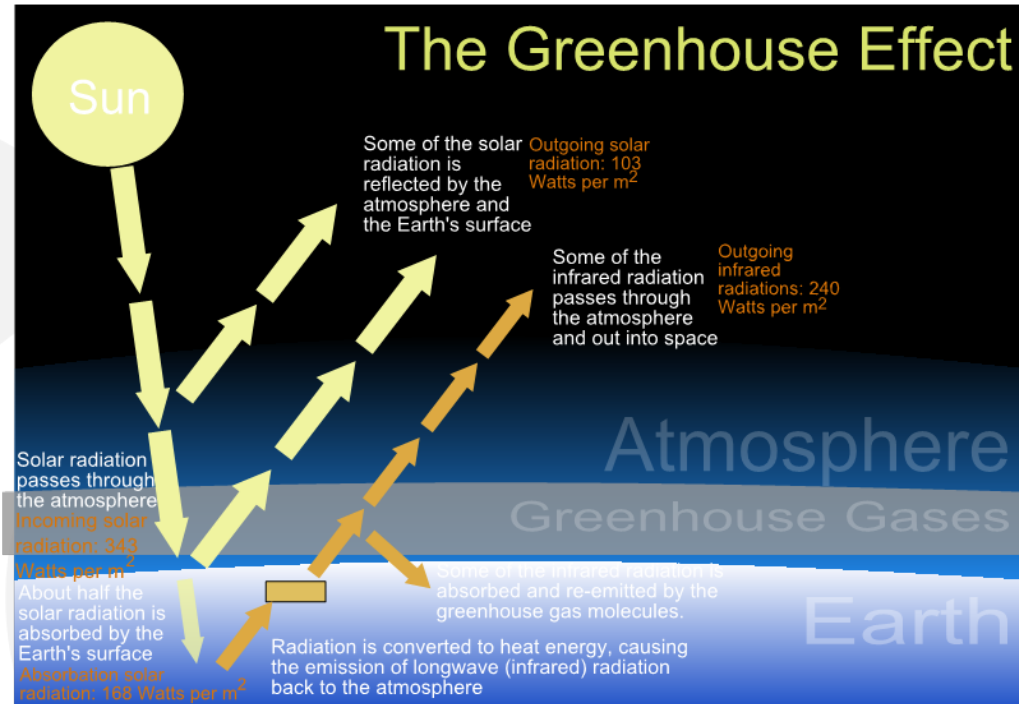 The Greenhouse Effect
Sun
Some of the solar
radiation is
reflected by the
atmosphere and
the Earth's surface
Outgoing solar
radiation: 103
Watts per m²
Some of the
infrared radiation
passes through
the atmosphere
and out into space
Outgoing
infrared
radiations: 240
Watts per m²
Atmosphere
Solar radiation
passes through
the atmosphere
Incoming solar
radiation: 343
Watts per m²
Greenhouse Gases
About half the
solar radiation is
absorbed by the
Earth's surface
Absorbation solar
radiation: 168 Watts per m²
Some of the infrared radiation is
absorbed and re-emitted by the
greenhouse gas molecules.
Earth
Radiation is converted to heat energy, causing
the emission of longwave (infrared) radiation
back to the atmosphere